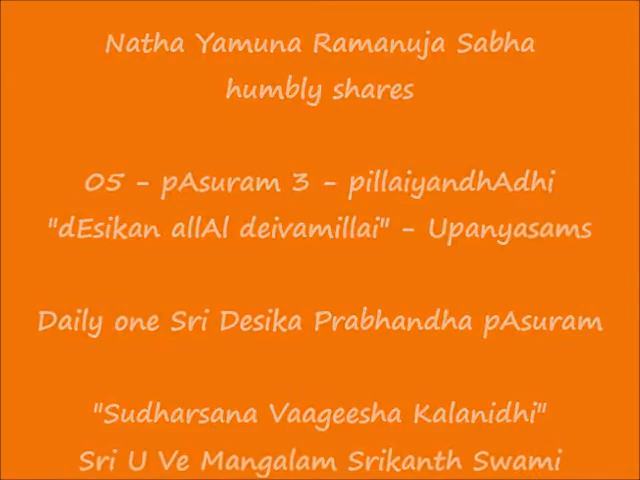 Natha Yamuna Ramanuja Sabha
humbly shares
05 - pAsuram 3 - pillaiyandhAdhi
"dEsikan allAl deivamillai" - Upanyasams
Daily one Sri Desika Prabhandha pAsuram
"Sudharsana Vaageesha Kalanidhi"
Sri U Ve Mangalam Srikanth Swami